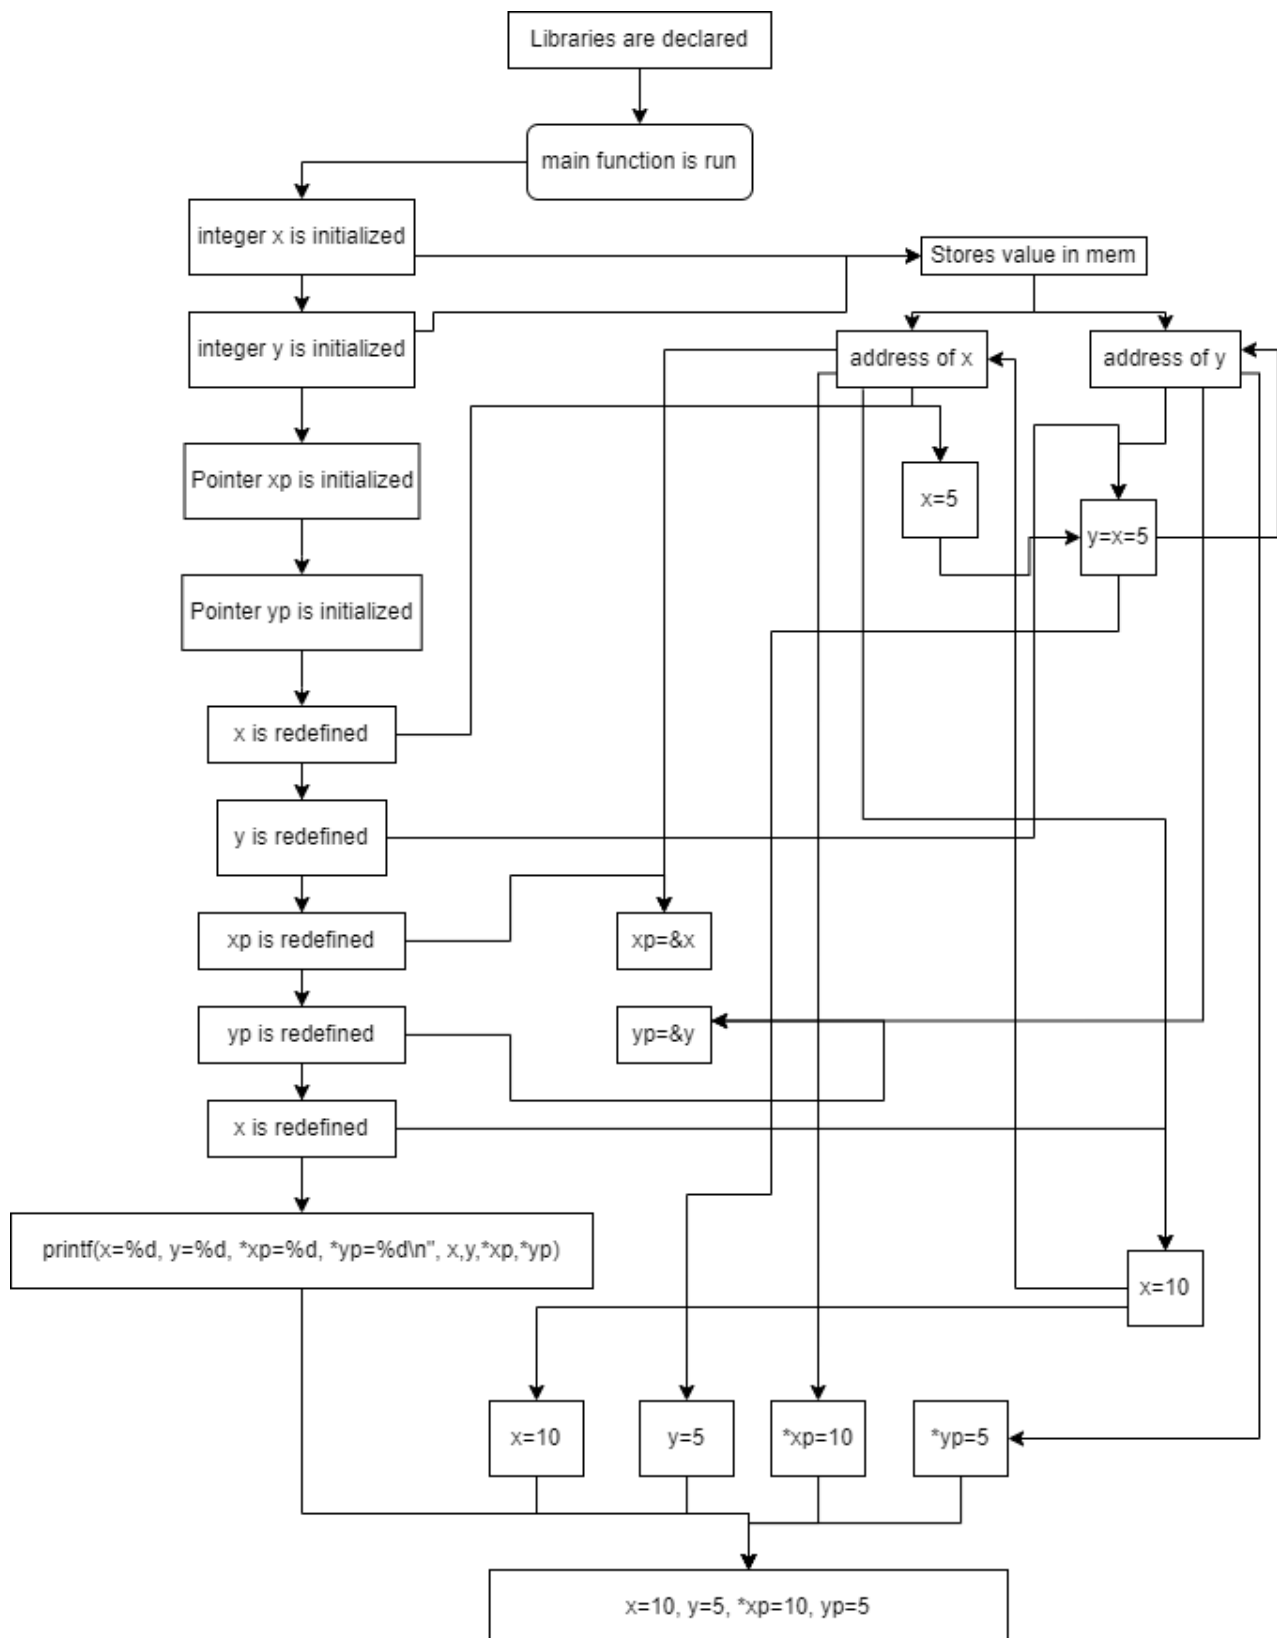 Libraries are declared
main function is run
integer x is initialized
Stores value in mem
integer y is initialized
address of x
address of y
Pointer xp is initialized
x=5
y=x=5
Pointer yp is initialized
x is redefined
y is redefined
xp is redefined
xp=&x
yp is redefined
yp=&y
x is redefined
printf(x=%d, y=%d, *xp=%d, *yp=%d\n", x,y,*xp,*yp)
x=10
x=10
y=5
*xp=10
*yp=5
x=10, y=5, *xp=10, yp=5